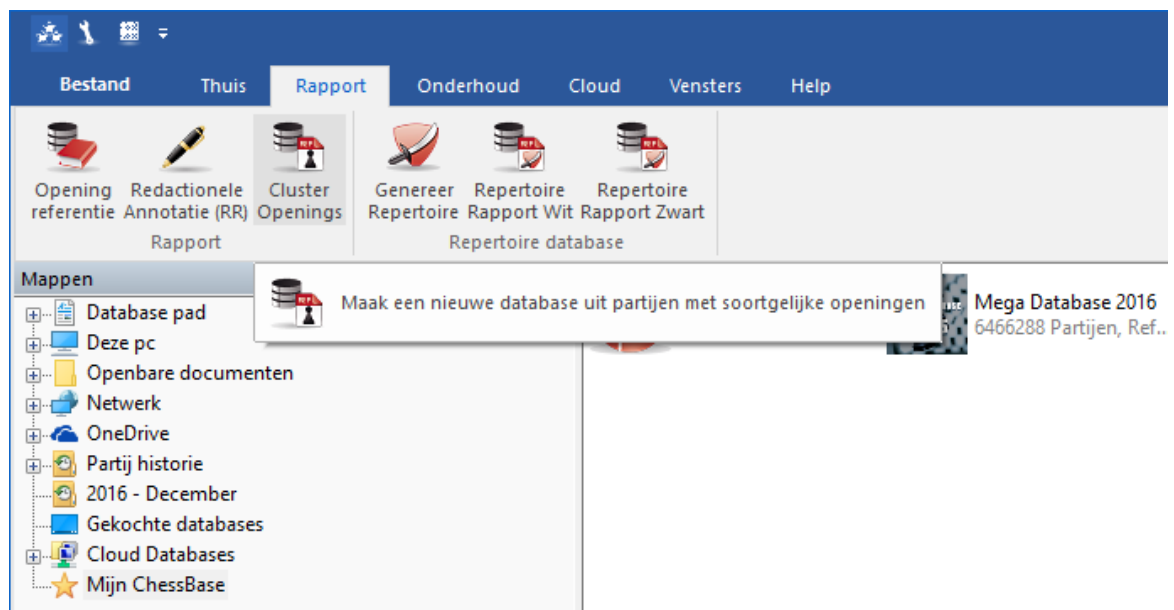 Bestand Thuis Rapport Onderhoud Cloud Vensters Help
Opening referentie
Redactionele Annotatie (RR)
Cluster Openings
Genereer Repertoire
Repertoire Rapport Wit
Repertoire Rapport Zwart
Rapport
Repertoire database
Mappen
Maak een nieuwe database uit partijen met soortgelijke openingen
Mega Database 2016
6466288 Partijen, Ref..
Database pad
Deze pc
Openbare documenten
Netwerk
OneDrive
Partij historie
2016 - December
Gekochte databases
Cloud Databases
Mijn ChessBase